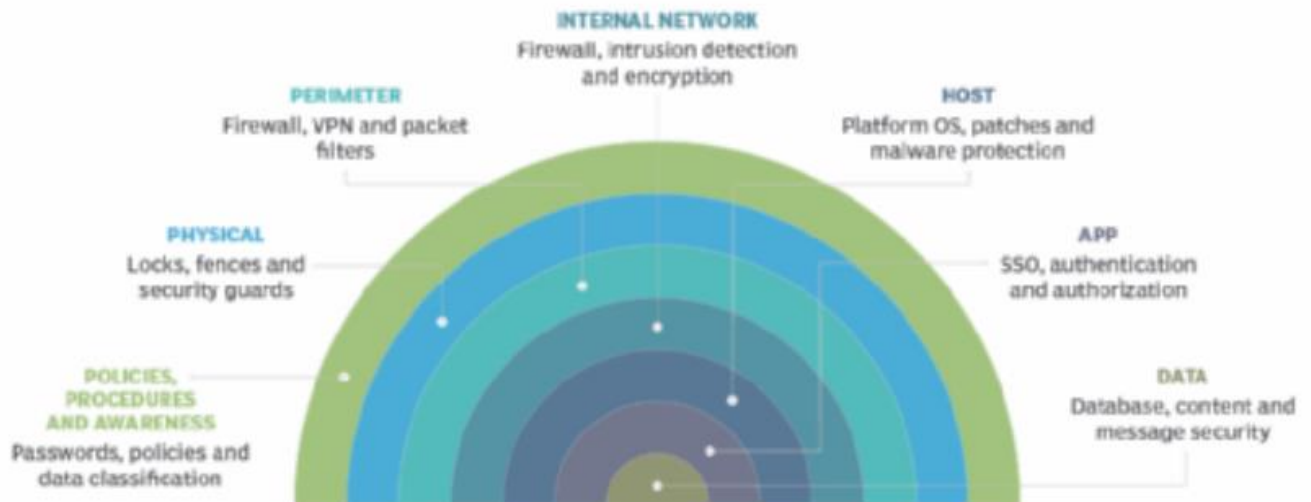 INTERNAL NETWORK
Firewall, intrusion detection
and encryption
PERIMETER
Firewall, VPN and packet
filters
HOST
Platform OS, patches and
malware protection
PHYSICAL
Locks, fences and
security guards
APP
SSO, authentication
and authorization
POLICIES,
PROCEDURES
AND AWARENESS
Passwords, policies and
data classification
DATA
Database, content and
message security